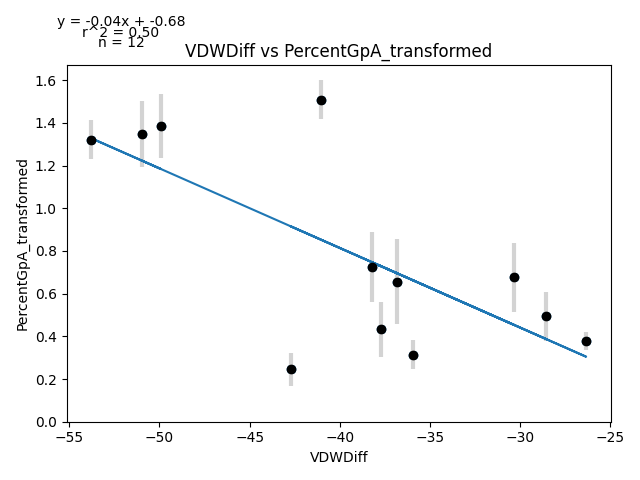 y = -0.04x + -0.68
r^2 = 0.50
n = 12
VDWDiff vs PercentGpA_transformed
PercentGpA_transformed
1.6
1.4
1.2
1.0
0.8
0.6
0.4
0.2
0.0
−55
−50
−45
−40
−35
−30
−25
VDWDiff